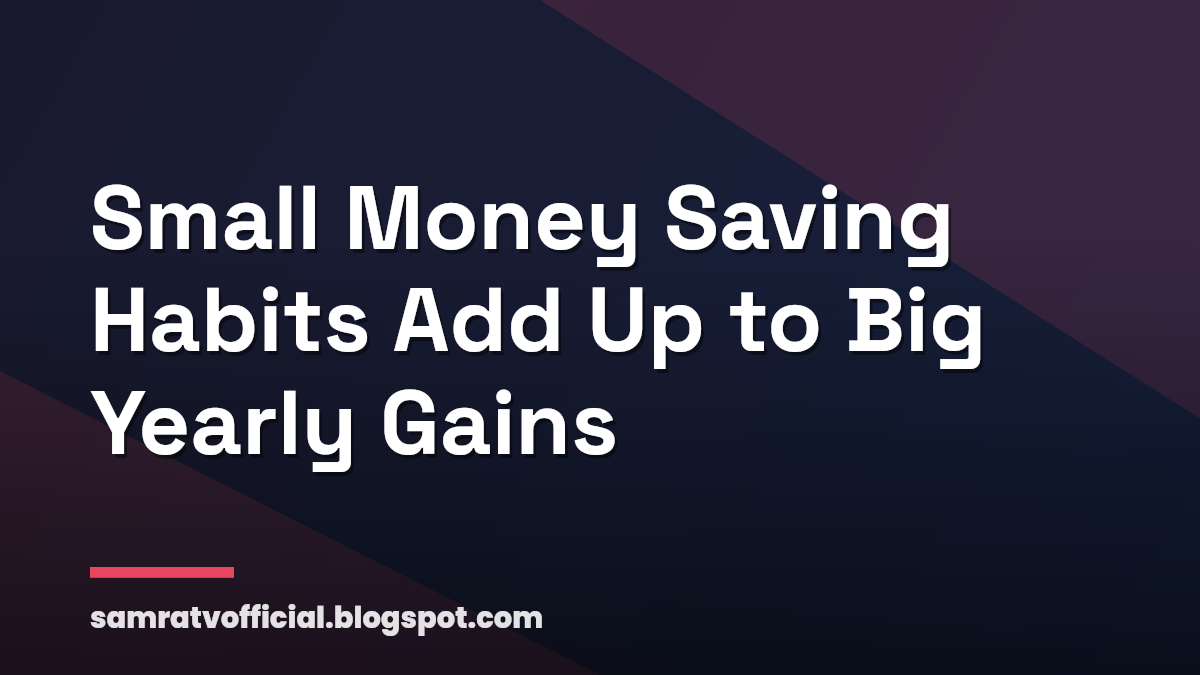 Small Money Saving
Habits Add Up to Big
Yearly Gains
samratvofficial.blogspot.com